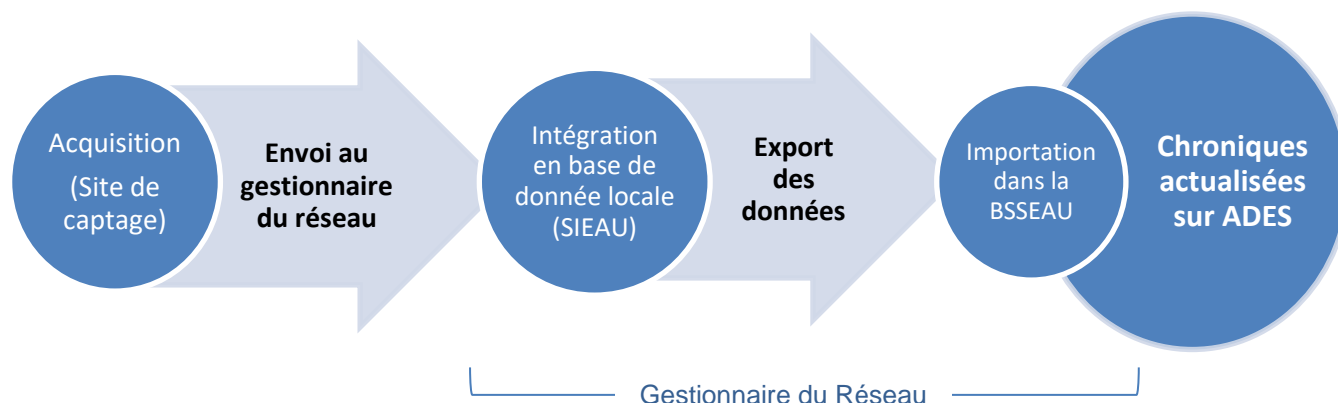 Acquisition
(Site de
captage)
Envoi au
gestionnaire
du réseau
Intégration
en base de
donnée locale
(SIEAU)
Export
des
données
Importation
dans la
BSSEAU
Chroniques
actualisées
sur ADES
Gestionnaire du Réseau